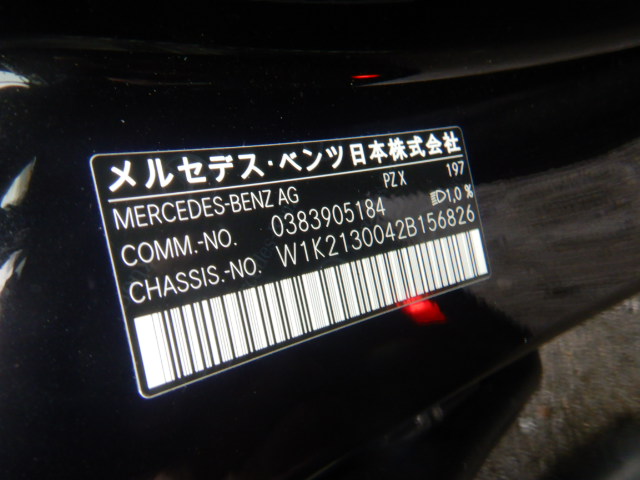 メルセデス・ベンツ日本株式会社
MERCEDES-BENZ AG PZX 197
COMM.-NO. 0383905184 1,0 %
CHASSIS.-NO. W1K2130042B156826